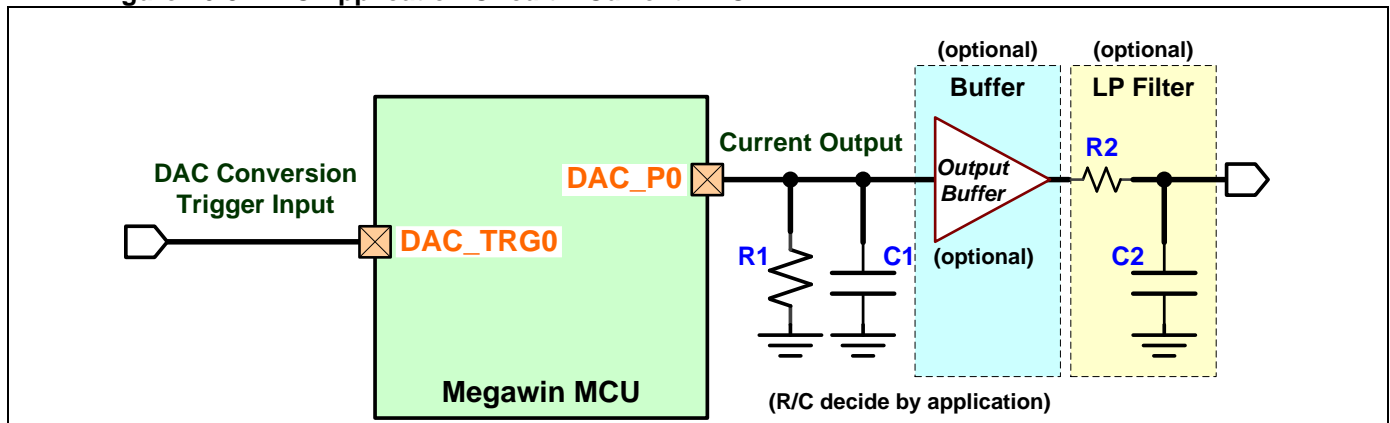 (optional)
(optional)
Buffer
LP Filter
Current Output
R2
DAC Conversion
Trigger Input
DAC_P0
Output
Buffer
DAC_TRG0
R1
C1
(optional)
C2
Megawin MCU
(R/C decide by application)